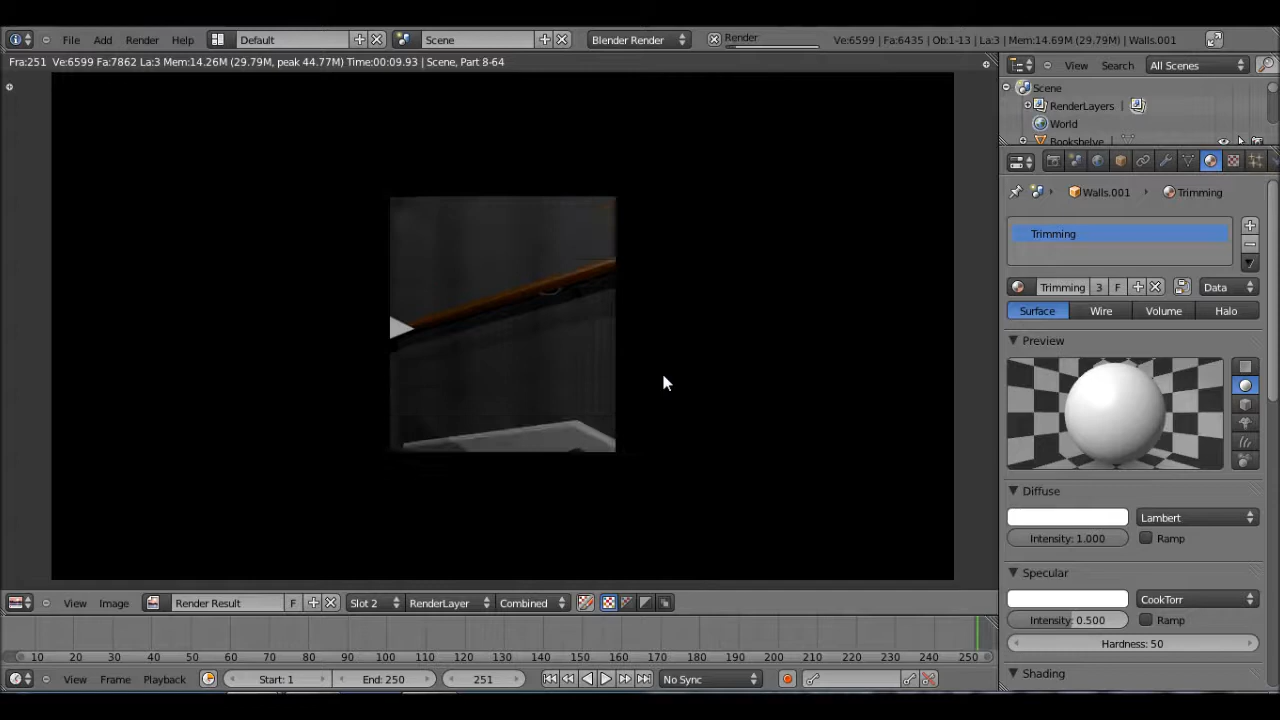 File Add Render Help Default Scene Blender Render Render Ve:6599 | Fa:6435 | Ob:1-13 | La:3 | Mem:14.69M (29.79M) | Walls.001
Fra:251 Ve:6599 Fa:7862 La:3 Mem:14.26M (29.79M, peak 44.77M) Time:00:09.93 | Scene, Part 8-64
View Search All Scenes
Scene
RenderLayers |
World
Bookshelve
Walls.001 Trimming
Trimming
Trimming 3 F Data
Surface Wire Volume Halo
Preview
Diffuse
Lambert
Intensity: 1.000 Ramp
Specular
CookTorr
Intensity: 0.500 Ramp
Hardness: 50
Shading
View Image Render Result F Slot 2 RenderLayer Combined
10 20 30 40 50 60 70 80 90 100 110 120 130 140 150 160 170 180 190 200 210 220 230 240 250
View Frame Playback Start: 1 End: 250 251 No Sync